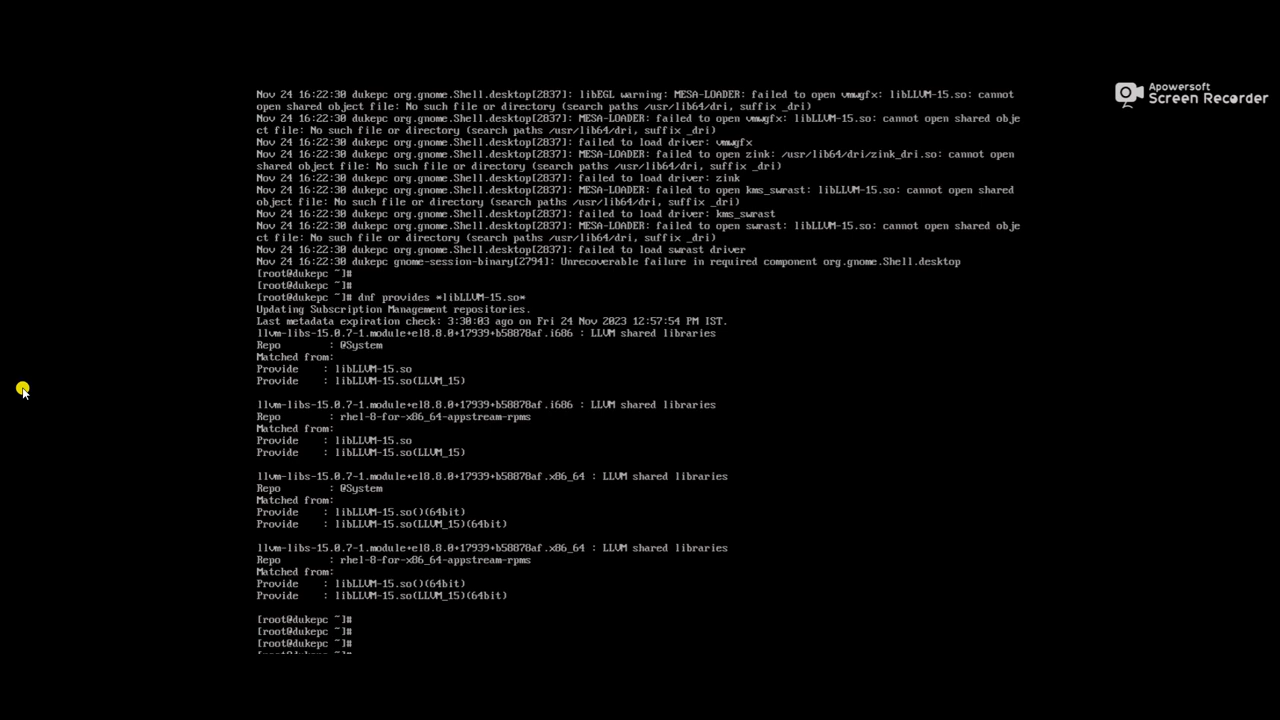 Nov 24 16:22:30 dukepc org.gnome.Shell.desktop[2837]: libEGL warning: MESA-LOADER: failed to open vmwgfx: libLLVM-15.so: cannot
open shared object file: No such file or directory (search paths /usr/lib64/dri, suffix _dri)
Nov 24 16:22:30 dukepc org.gnome.Shell.desktop[2837]: MESA-LOADER: failed to open vmwgfx: libLLVM-15.so: cannot open shared obje
ct file: No such file or directory (search paths /usr/lib64/dri, suffix _dri)
Nov 24 16:22:30 dukepc org.gnome.Shell.desktop[2837]: failed to load driver: vmwgfx
Nov 24 16:22:30 dukepc org.gnome.Shell.desktop[2837]: MESA-LOADER: failed to open zink: /usr/lib64/dri/zink_dri.so: cannot open
shared object file: No such file or directory (search paths /usr/lib64/dri, suffix _dri)
Nov 24 16:22:30 dukepc org.gnome.Shell.desktop[2837]: failed to load driver: zink
Nov 24 16:22:30 dukepc org.gnome.Shell.desktop[2837]: MESA-LOADER: failed to open kms_swrast: libLLVM-15.so: cannot open shared
object file: No such file or directory (search paths /usr/lib64/dri, suffix _dri)
Nov 24 16:22:30 dukepc org.gnome.Shell.desktop[2837]: failed to load driver: kms_swrast
Nov 24 16:22:30 dukepc org.gnome.Shell.desktop[2837]: MESA-LOADER: failed to open swrast: libLLVM-15.so: cannot open shared obje
ct file: No such file or directory (search paths /usr/lib64/dri, suffix _dri)
Nov 24 16:22:30 dukepc org.gnome.Shell.desktop[2837]: failed to load swrast driver
Nov 24 16:22:30 dukepc gnome-session-binary[2794]: Unrecoverable failure in required component org.gnome.Shell.desktop
[root@dukepc ~]#
[root@dukepc ~]#
[root@dukepc ~]# dnf provides *libLLVM-15.so*
Updating Subscription Management repositories.
Last metadata expiration check: 3:30:03 ago on Fri 24 Nov 2023 12:57:54 PM IST.
llvm-libs-15.0.7-1.module+el8.8.0+17939+b58878af.i686 : LLVM shared libraries
Repo        : @System
Matched from:
Provide    : libLLVM-15.so
Provide    : libLLVM-15.so(LLVM_15)
llvm-libs-15.0.7-1.module+el8.8.0+17939+b58878af.i686 : LLVM shared libraries
Repo        : rhel-8-for-x86_64-appstream-rpms
Matched from:
Provide    : libLLVM-15.so
Provide    : libLLVM-15.so(LLVM_15)
llvm-libs-15.0.7-1.module+el8.8.0+17939+b58878af.x86_64 : LLVM shared libraries
Repo        : @System
Matched from:
Provide    : libLLVM-15.so()(64bit)
Provide    : libLLVM-15.so(LLVM_15)(64bit)
llvm-libs-15.0.7-1.module+el8.8.0+17939+b58878af.x86_64 : LLVM shared libraries
Repo        : rhel-8-for-x86_64-appstream-rpms
Matched from:
Provide    : libLLVM-15.so()(64bit)
Provide    : libLLVM-15.so(LLVM_15)(64bit)
[root@dukepc ~]#
[root@dukepc ~]#
[root@dukepc ~]#
Apowersoft
Screen Recorder